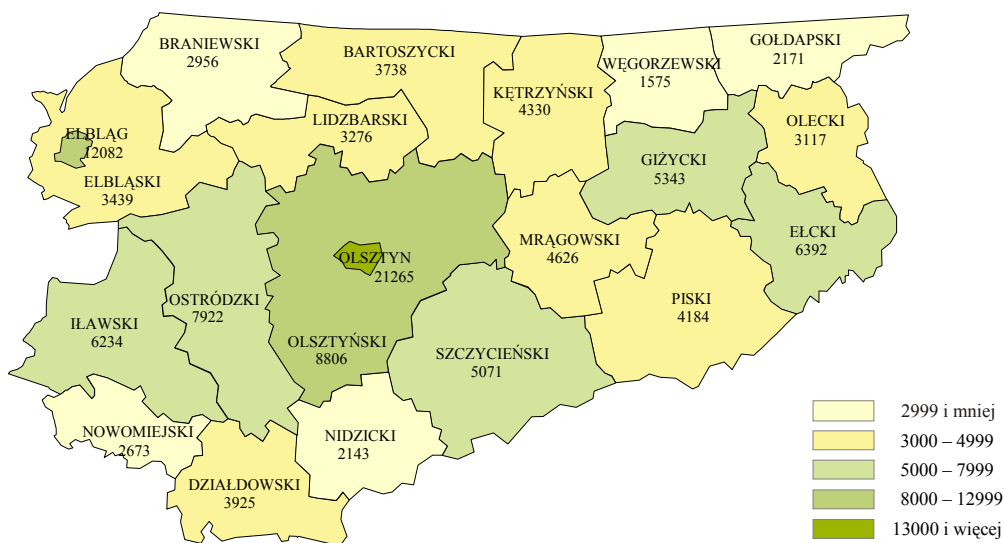 BRANIEWSKI
2956
BARTOSZYCKI
3738
WĘGORZEWSKI
1575
GOŁDAPSKI
2171
KĘTRZYŃSKI
4330
LIDZBARSKI
3276
OLECKI
3117
ELBLĄG
12082
GIŻYCKI
5343
ELBLĄSKI
3439
EŁCKI
6392
MRĄGOWSKI
4626
OLSZTYN
21265
OSTRÓDZKI
7922
PISKI
4184
IŁAWSKI
6234
OLSZTYŃSKI
8806
SZCZYCIEŃSKI
5071
NOWOMIEJSKI
2673
NIDZICKI
2143
DZIAŁDOWSKI
3925
2999 i mniej
3000 – 4999
5000 – 7999
8000 – 12999
13000 i więcej